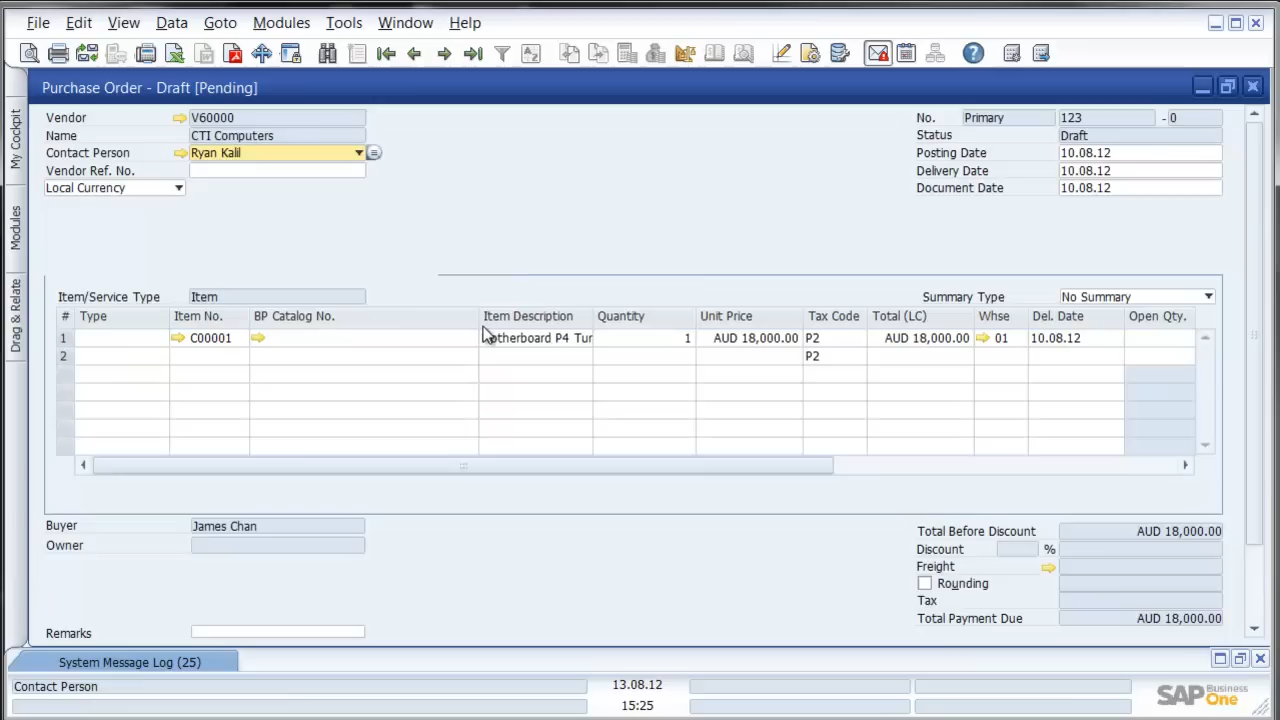 File Edit View Data Goto Modules Tools Window Help
Purchase Order - Draft [Pending]
My Cockpit
Modules
Drag & Relate
Vendor V60000 No. Primary 123 - 0
Name CTI Computers Status Draft
Contact Person Ryan Kalil Posting Date 10.08.12
Vendor Ref. No. Delivery Date 10.08.12
Local Currency Document Date 10.08.12
Item/Service Type Item Summary Type No Summary
# Type Item No. BP Catalog No. Item Description Quantity Unit Price Tax Code Total (LC) Whse Del. Date Open Qty.
1 C00001 otherboard P4 Tur 1 AUD 18,000.00 P2 AUD 18,000.00 01 10.08.12
2 P2
Buyer James Chan Total Before Discount AUD 18,000.00
Owner Discount %
Freight
Rounding
Tax
Total Payment Due AUD 18,000.00
Remarks
System Message Log (25)
Contact Person 13.08.12
15:25
SAP Business One